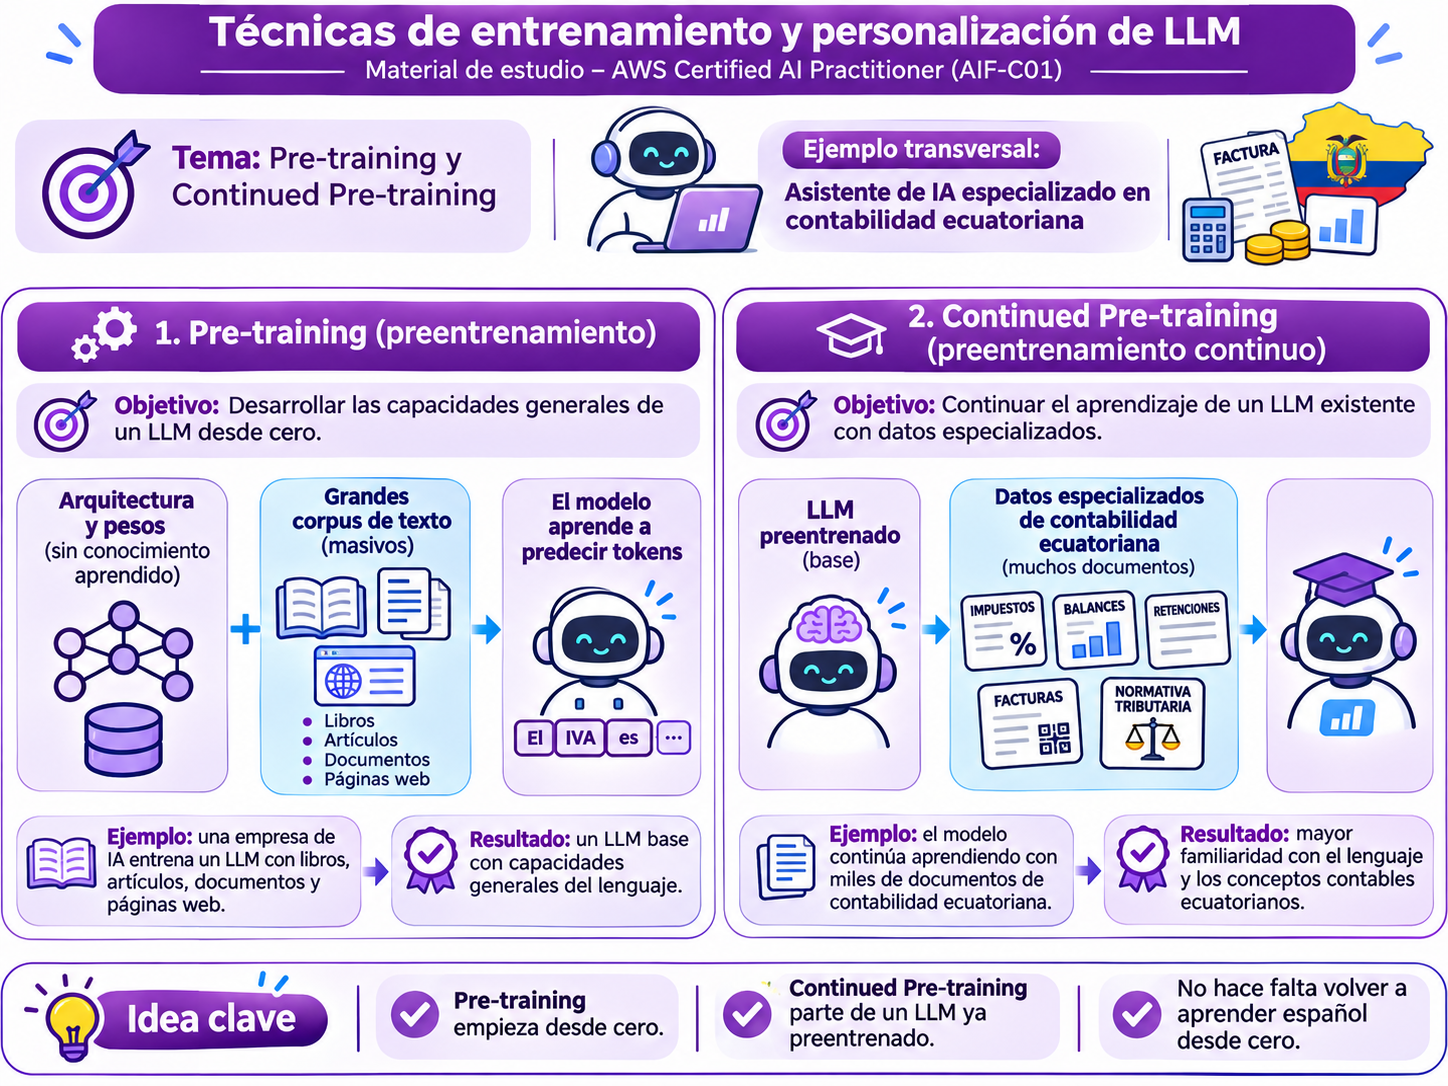 Técnicas de entrenamiento y personalización de LLM
Material de estudio – AWS Certified AI Practitioner (AIF-C01)
Tema: Pre-training y
Continued Pre-training
Ejemplo transversal:
Asistente de IA especializado en
contabilidad ecuatoriana
FACTURA
1. Pre-training (preentrenamiento)
Objetivo: Desarrollar las capacidades generales de
un LLM desde cero.
Arquitectura
y pesos
(sin conocimiento
aprendido)
Grandes
corpus de texto
(masivos)
Libros
Artículos
Documentos
Páginas web
El modelo
aprende a
predecir tokens
El IVA es ...
Ejemplo: una empresa de
IA entrena un LLM con libros,
artículos, documentos y
páginas web.
Resultado: un LLM base
con capacidades
generales del lenguaje.
2. Continued Pre-training
(preentrenamiento continuo)
Objetivo: Continuar el aprendizaje de un LLM existente
con datos especializados.
LLM
preentrenado
(base)
Datos especializados
de contabilidad
ecuatoriana
(muchos documentos)
IMPUESTOS
%
BALANCES
RETENCIONES
FACTURAS
NORMATIVA
TRIBUTARIA
Ejemplo: el modelo
continúa aprendiendo con
miles de documentos de
contabilidad ecuatoriana.
Resultado: mayor
familiaridad con el lenguaje
y los conceptos contables
ecuatorianos.
Idea clave
Pre-training
empieza desde cero.
Continued Pre-training
parte de un LLM ya
preentrenado.
No hace falta volver a
aprender español
desde cero.